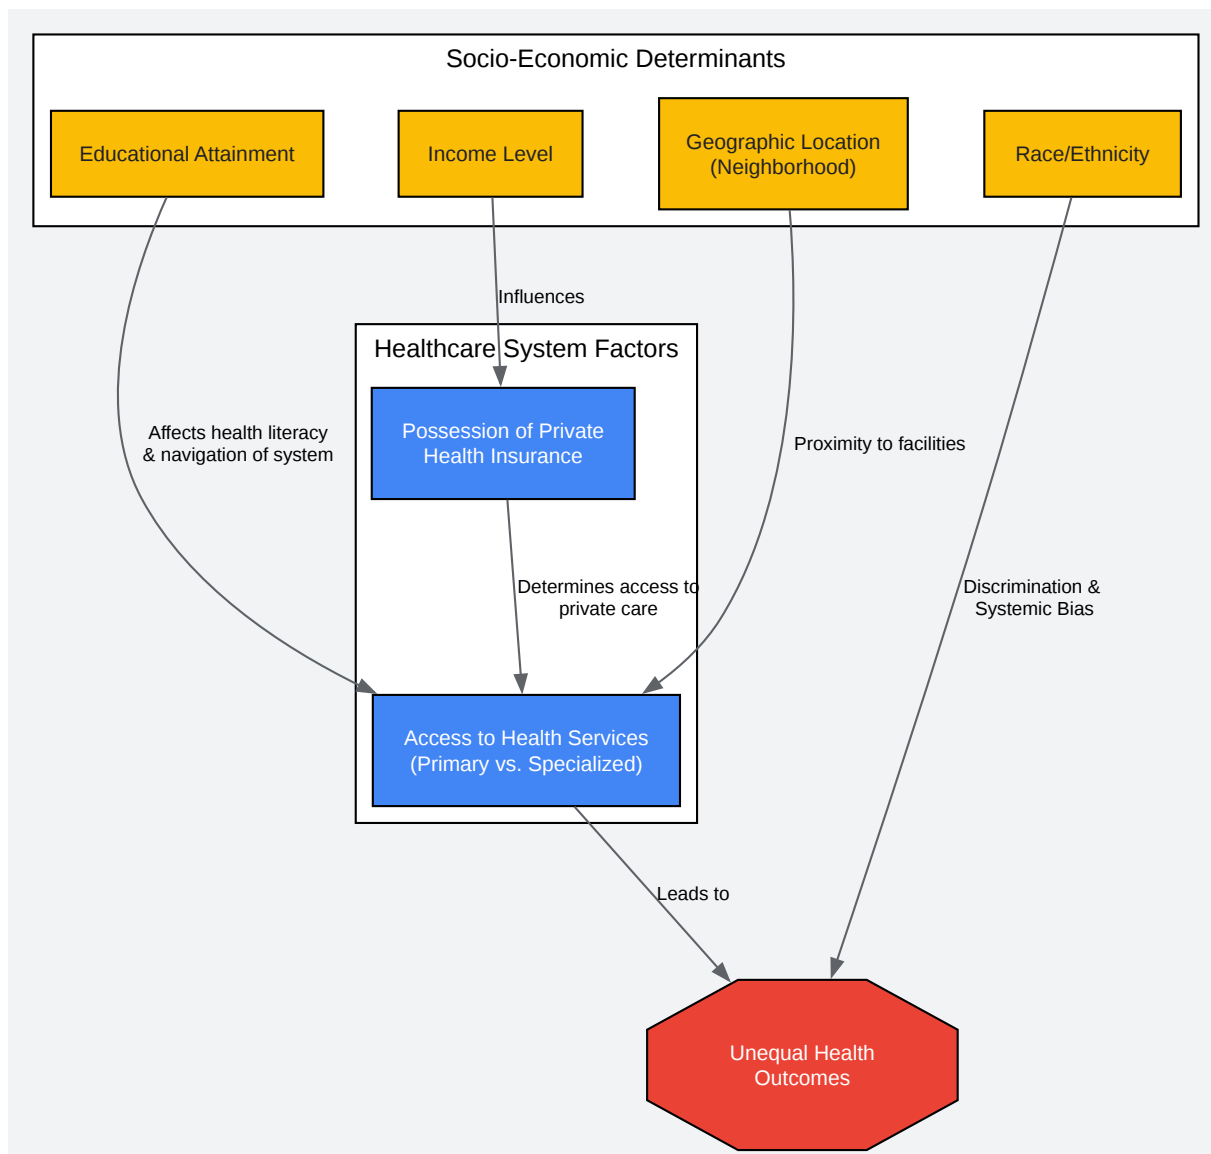 Socio-Economic Determinants
Educational Attainment
Income Level
Geographic Location
(Neighborhood)
Race/Ethnicity
Influences
Healthcare System Factors
Possession of Private
Health Insurance
Affects health literacy
& navigation of system
Proximity to facilities
Determines access to
private care
Discrimination &
Systemic Bias
Access to Health Services
(Primary vs. Specialized)
Leads to
Unequal Health
Outcomes